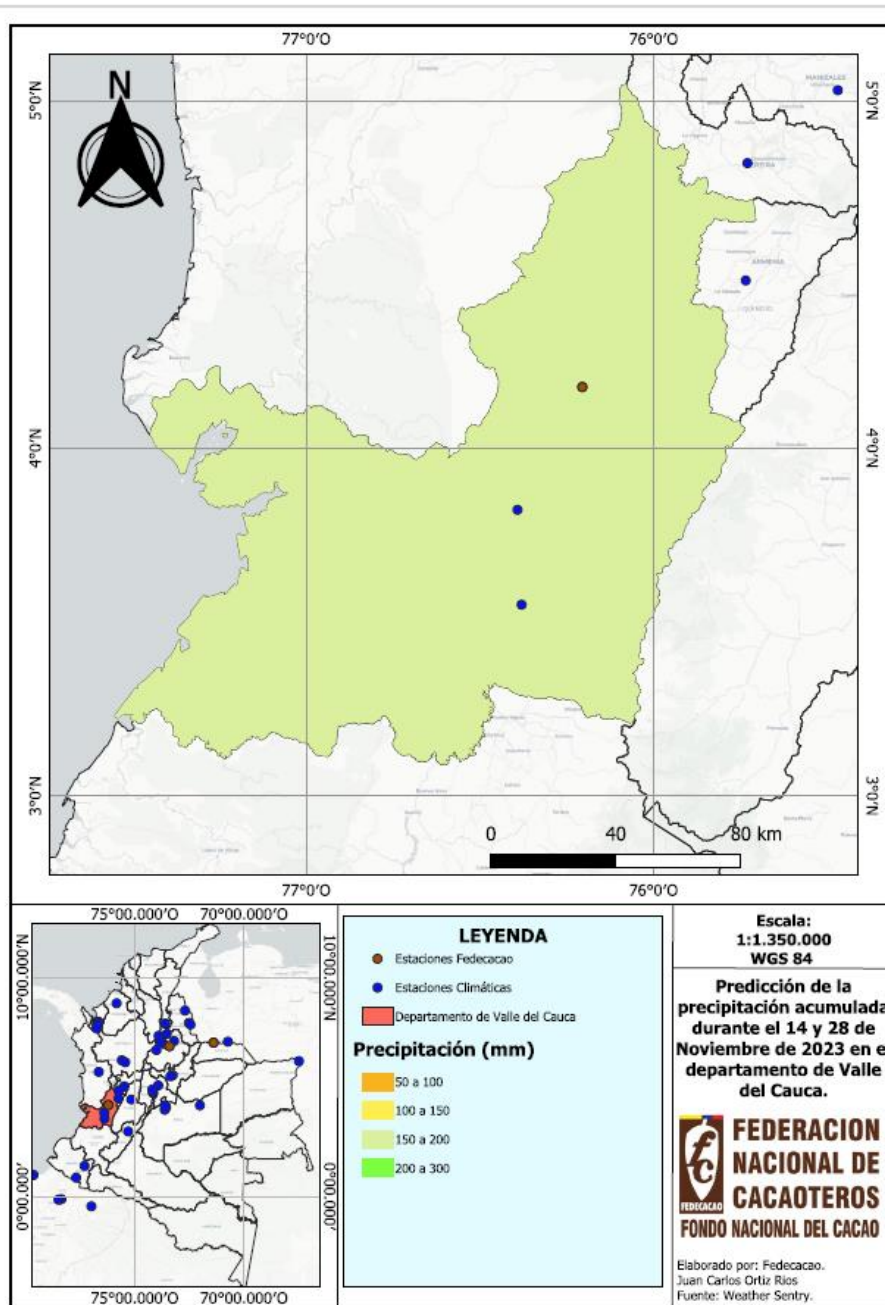 77°0'O
76°0'O
N
5°0'N
5°0'N
MANIZALES
ARMENIA
4°0'N
4°0'N
3°0'N
3°0'N
0
40
80 km
77°0'O
76°0'O
75°00.000'O
70°00.000'O
10°00.000'N
10°00.000'N
0°00.000'
0°00.000'
75°00.000'O
70°00.000'O
LEYENDA
Estaciones Fedecacao
Estaciones Climáticas
Departamento de Valle del Cauca
Precipitación (mm)
50 a 100
100 a 150
150 a 200
200 a 300
Escala:
1:1.350.000
WGS 84
Predicción de la
precipitación acumulada
durante el 14 y 28 de
Noviembre de 2023 en e
departamento de Valle
del Cauca.
fc
FEDECACAO
FEDERACION
NACIONAL DE
CACAOTEROS
FONDO NACIONAL DEL CACAO
Elaborado por: Fedecacao.
Juan Carlos Ortiz Rios
Fuente: Weather Sentry.